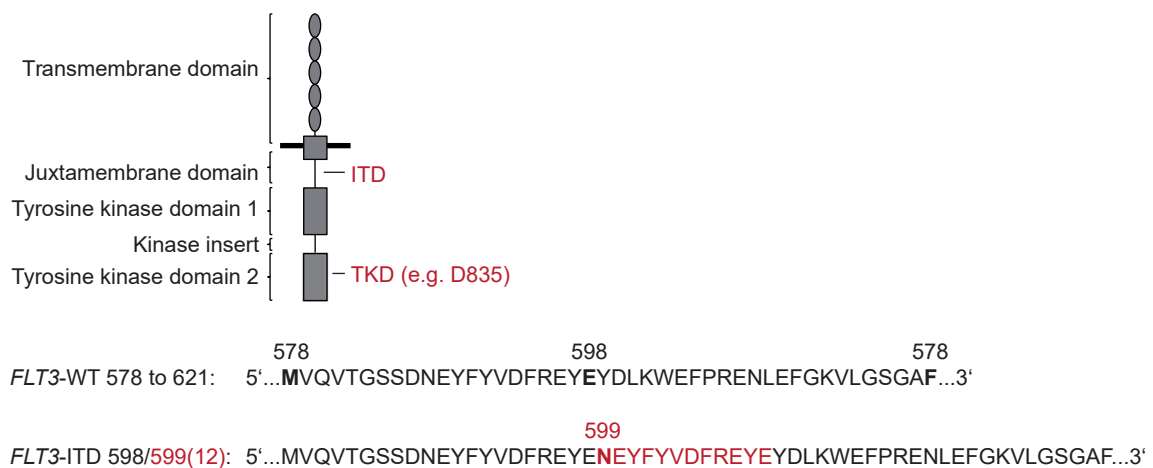 Transmembrane domain
Juxtamembrane domain
ITD
Tyrosine kinase domain 1
Kinase insert
Tyrosine kinase domain 2
TKD (e.g. D835)
578 598 578
FLT3-WT 578 to 621: 5‘...MVQVTGSSDNEYFYVDFREYEYDLKWEFPRENLEFGKVLGSGAF...3‘
599
FLT3-ITD 598/599(12): 5‘...MVQVTGSSDNEYFYVDFREYENEYFYVDFREYEYDLKWEFPRENLEFGKVLGSGAF...3‘